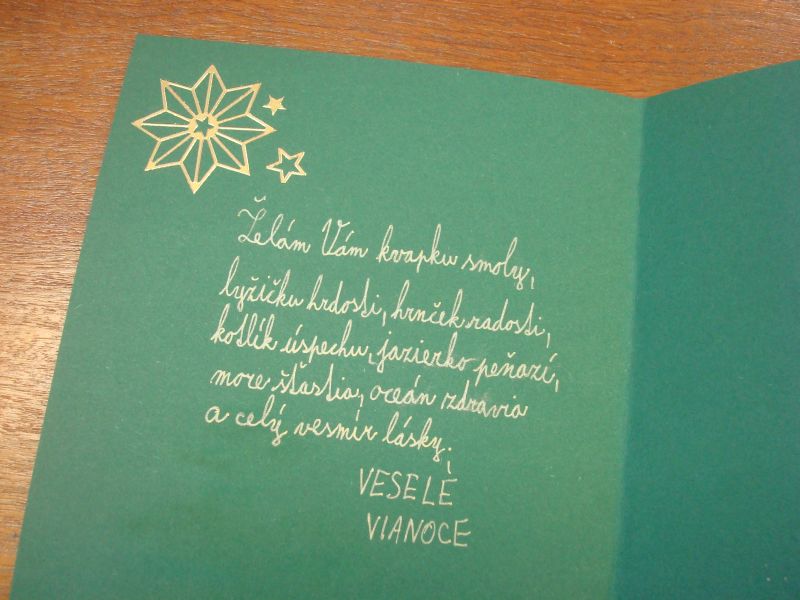 Želám Vám kvapku smoly,
lyžičku hrdosti, hrnček radosti,
kotlík úspechu, jazierko peňazí,
more šťastia, oceán zdravia
a celý vesmír lásky;
VESELÉ
VIANOCE